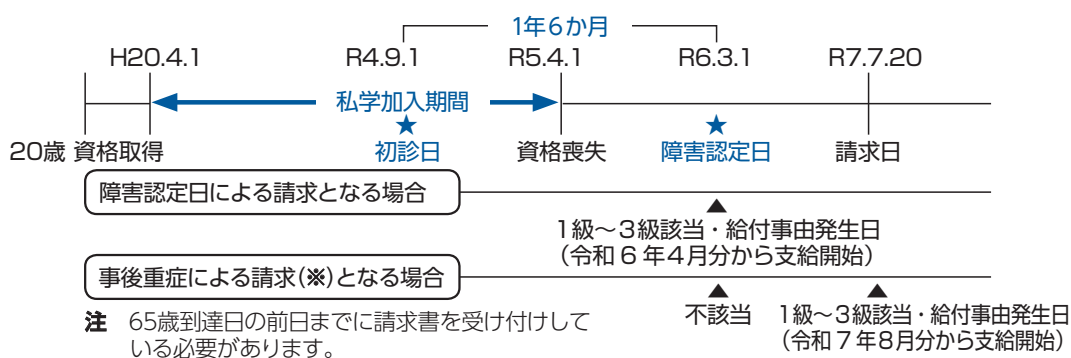 1年6か月
H20.4.1 R4.9.1 R5.4.1 R6.3.1 R7.7.20
私学加入期間
★ ★
20歳 資格取得 初診日 資格喪失 障害認定日 請求日
障害認定日による請求となる場合
▲
1級〜3級該当・給付事由発生日
（令和6年4月分から支給開始）
事後重症による請求(※)となる場合
▲ ▲
不該当 1級〜3級該当・給付事由発生日
（令和7年8月分から支給開始）
注 65歳到達日の前日までに請求書を受け付けして
いる必要があります。